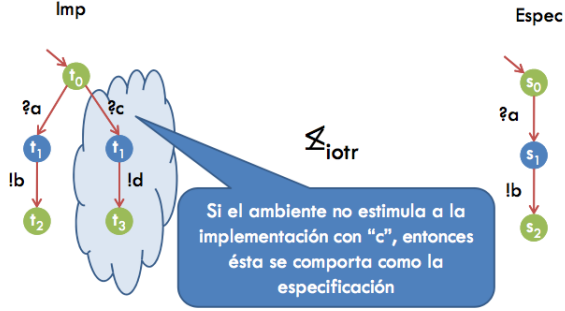 Imp
Espec
t0
s0
?a
?c
?a
t1
t1
≰iotr
s1
!b
!d
!b
t2
t3
s2
Si el ambiente no estimula a la
implementación con “c”, entonces
ésta se comporta como la
especificación